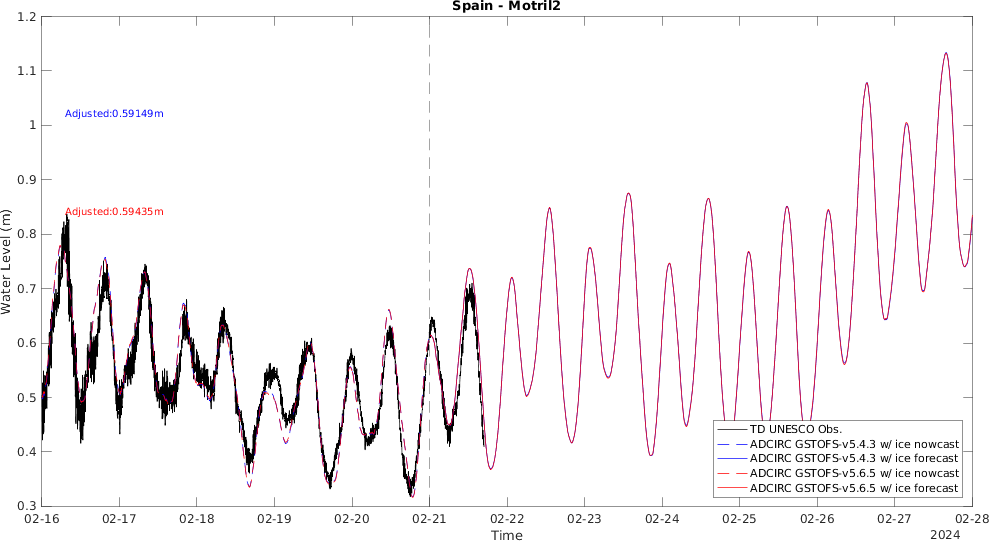 Spain - Motril2
1.2
1.1
1
0.9
0.8
0.7
0.6
0.5
0.4
0.3
Water Level (m)
Adjusted:0.59149m
Adjusted:0.59435m
TD UNESCO Obs.
ADCIRC GSTOFS-v5.4.3 w/ ice nowcast
ADCIRC GSTOFS-v5.4.3 w/ ice forecast
ADCIRC GSTOFS-v5.6.5 w/ ice nowcast
ADCIRC GSTOFS-v5.6.5 w/ ice forecast
02-16 02-17 02-18 02-19 02-20 02-21 02-22 02-23 02-24 02-25 02-26 02-27 02-28
Time
2024